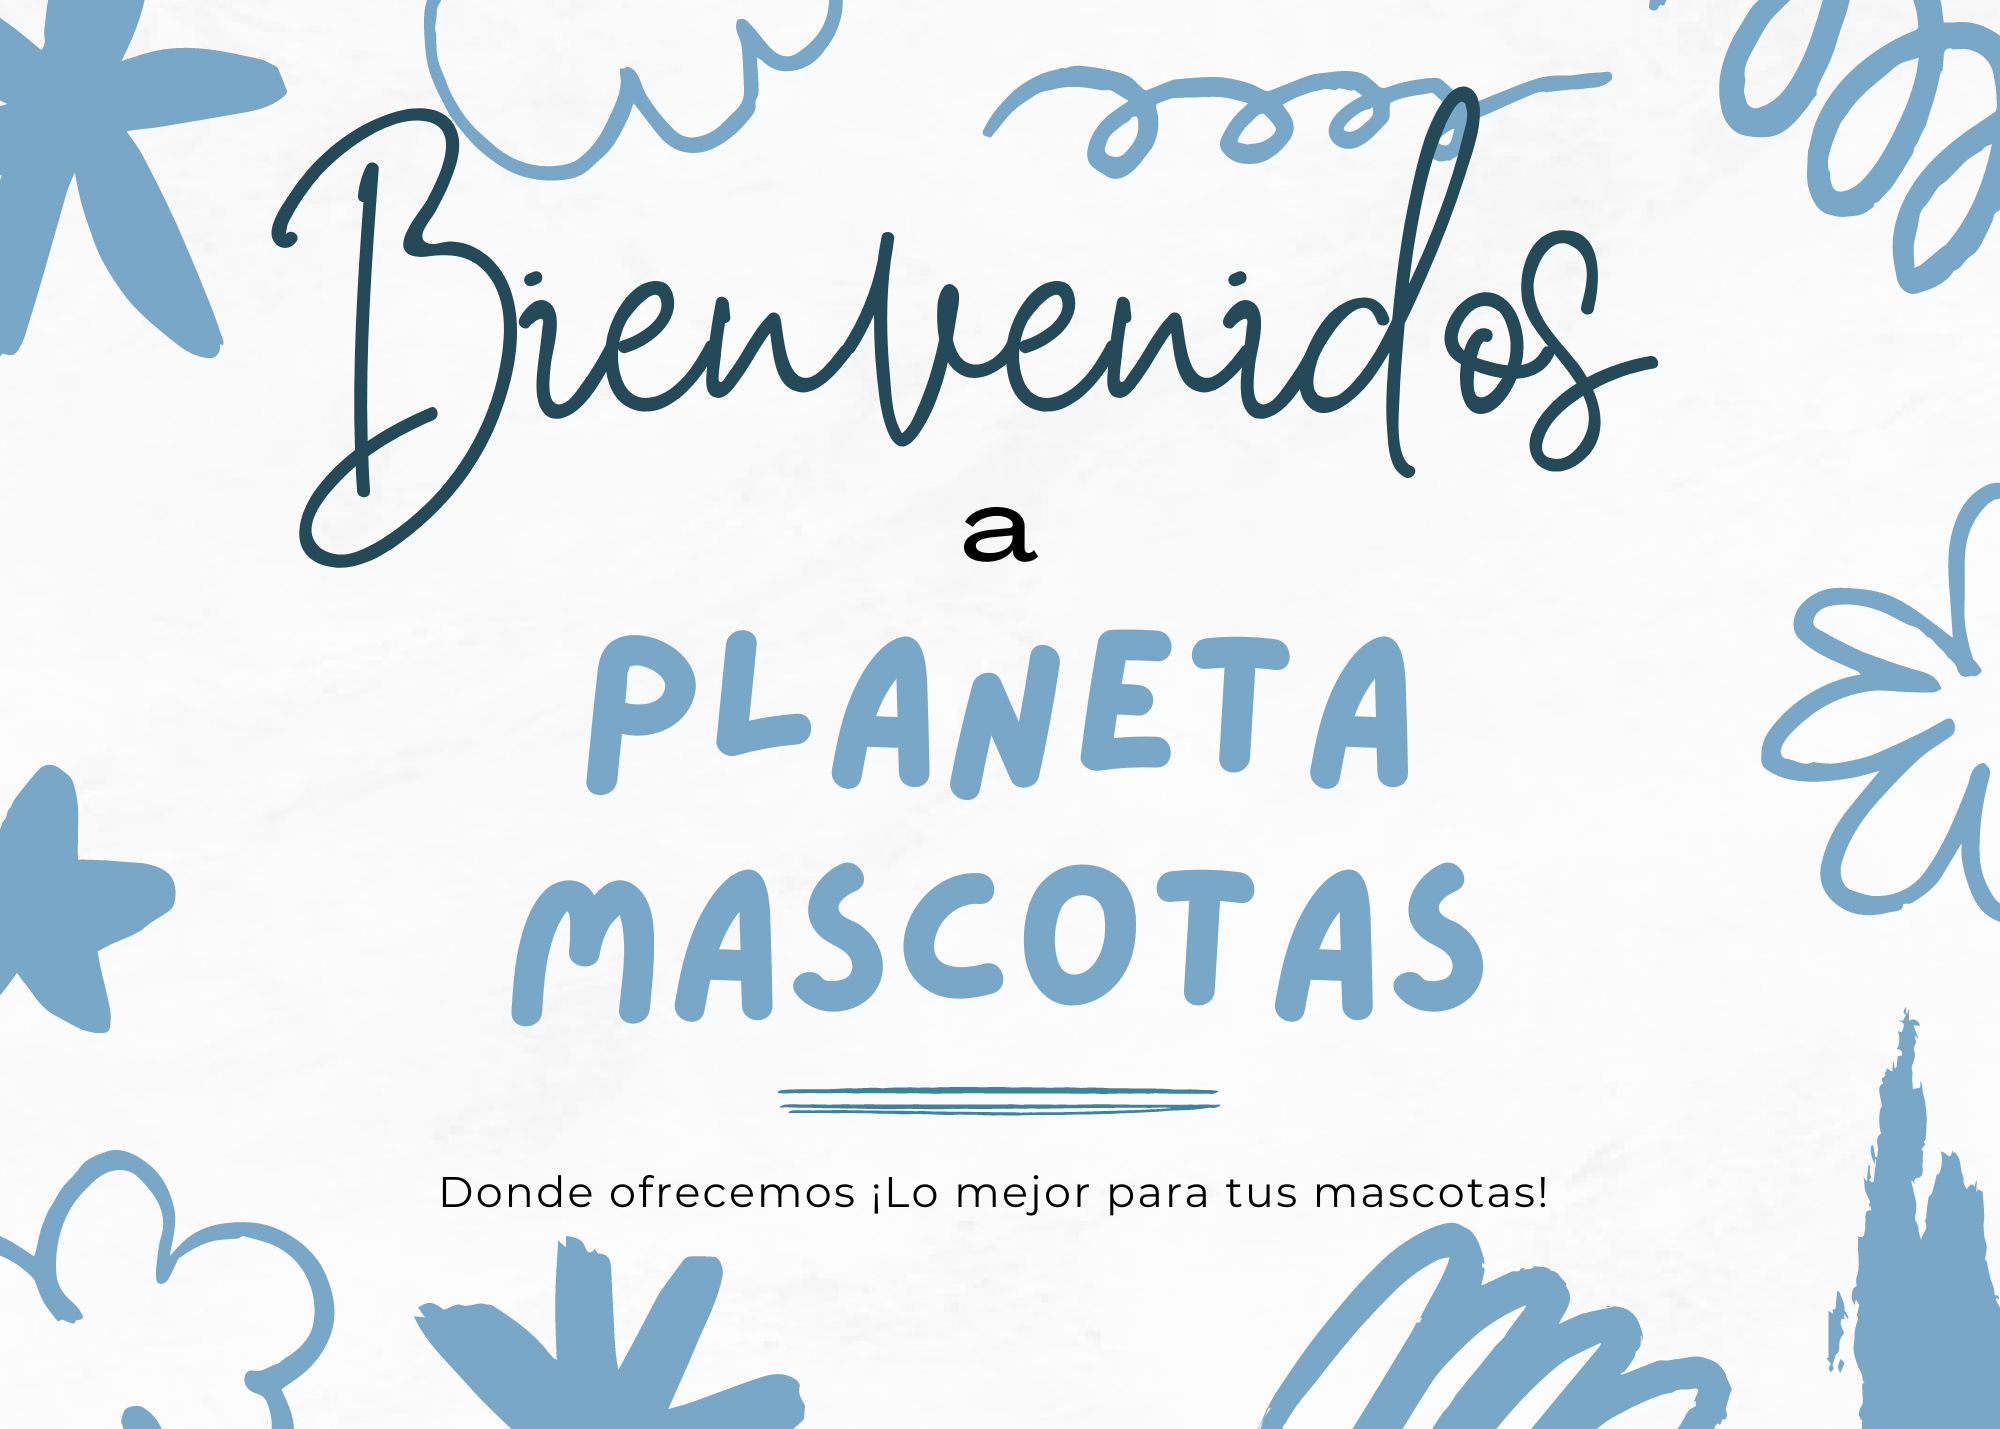 Bienvenidos
a
PLANETA
MASCOTAS
Donde ofrecemos ¡Lo mejor para tus mascotas!